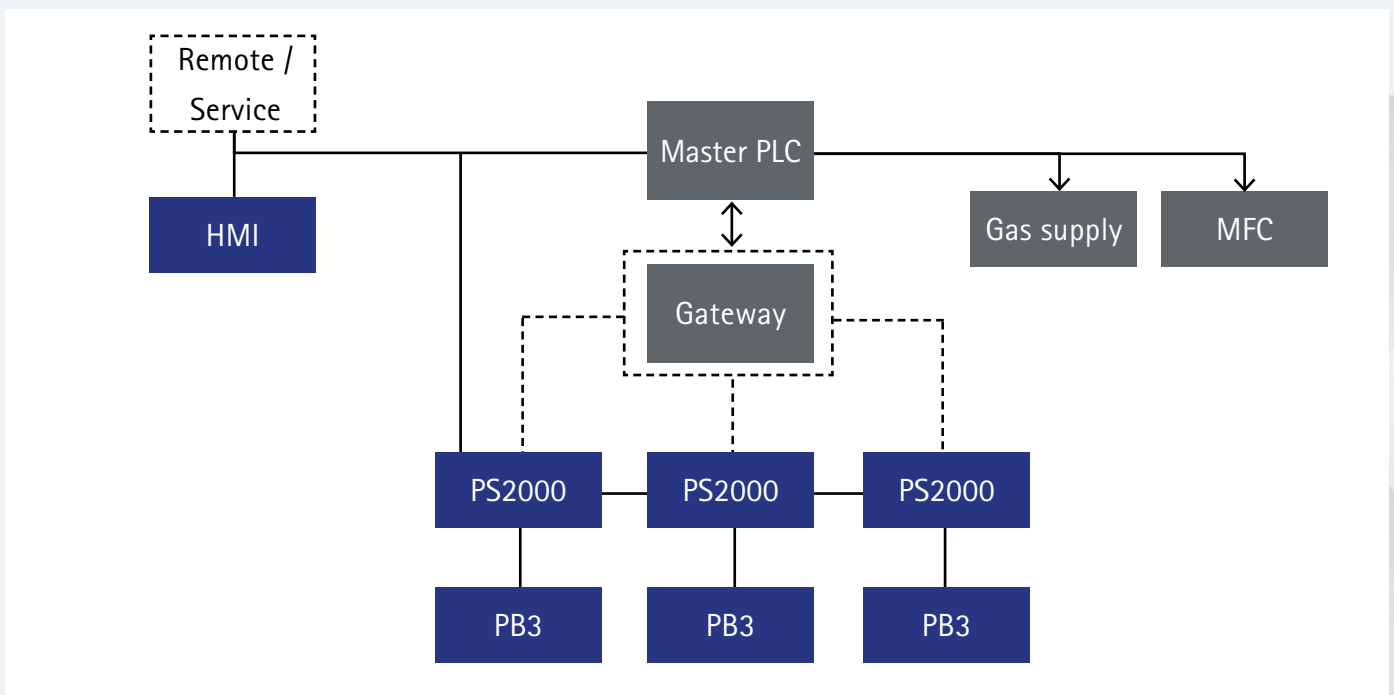 Remote /
Service
Master PLC
HMI
Gas supply
MFC
Gateway
PS2000
PS2000
PS2000
PB3
PB3
PB3